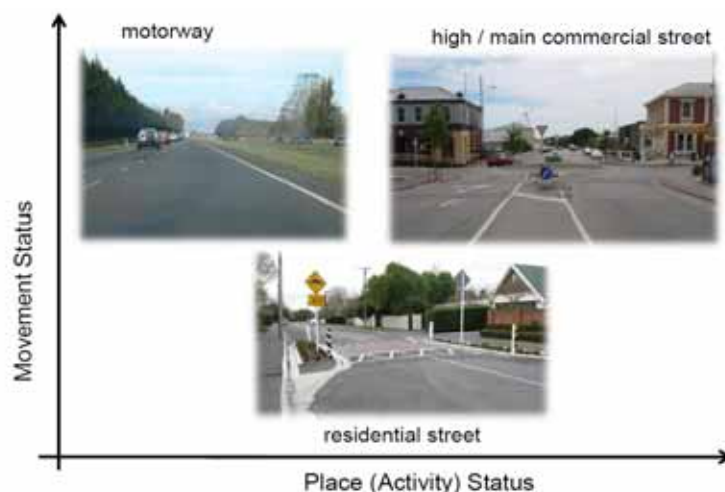 motorway
high / main commercial street
Movement Status
residential street
Place (Activity) Status